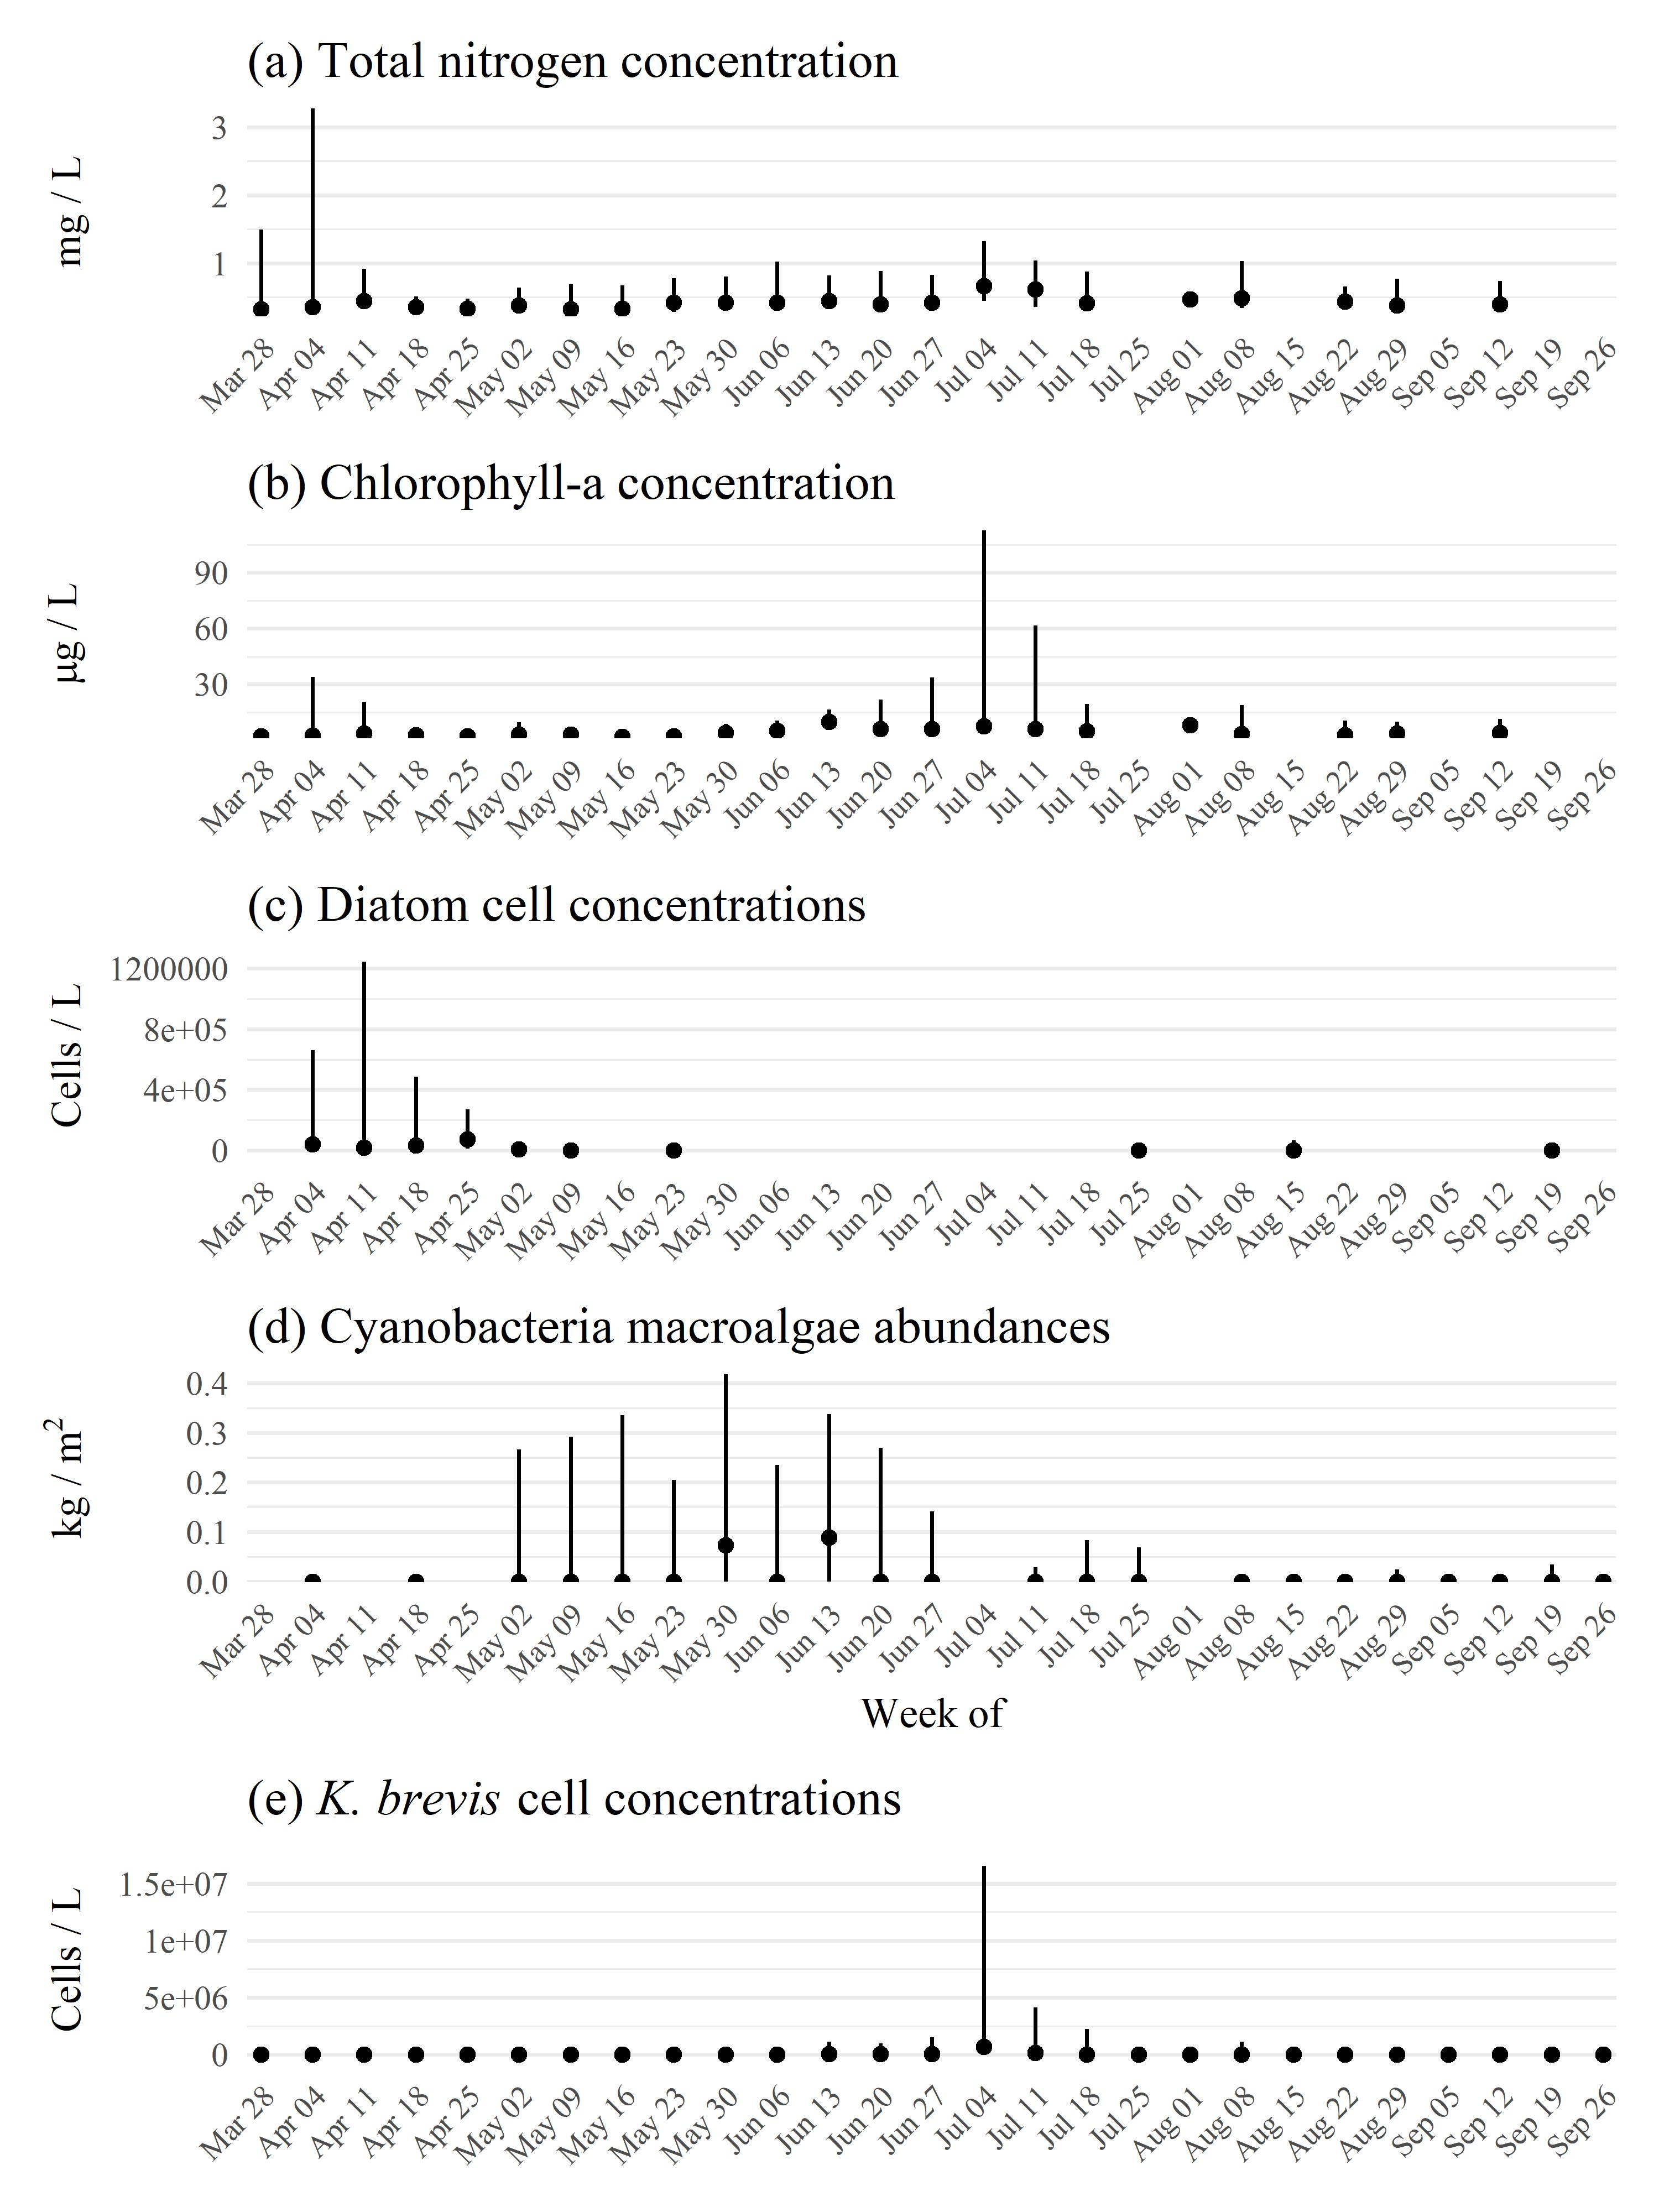 (a) Total nitrogen concentration
mg / L
3
2
1
Mar 28 Apr 04 Apr 11 Apr 18 Apr 25 May 02 May 09 May 16 May 23 May 30 Jun 06 Jun 13 Jun 20 Jun 27 Jul 04 Jul 11 Jul 18 Jul 25 Aug 01 Aug 08 Aug 15 Aug 22 Aug 29 Sep 05 Sep 12 Sep 19 Sep 26
(b) Chlorophyll-a concentration
µg / L
90
60
30
Mar 28 Apr 04 Apr 11 Apr 18 Apr 25 May 02 May 09 May 16 May 23 May 30 Jun 06 Jun 13 Jun 20 Jun 27 Jul 04 Jul 11 Jul 18 Jul 25 Aug 01 Aug 08 Aug 15 Aug 22 Aug 29 Sep 05 Sep 12 Sep 19 Sep 26
(c) Diatom cell concentrations
Cells / L
1200000
8e+05
4e+05
0
Mar 28 Apr 04 Apr 11 Apr 18 Apr 25 May 02 May 09 May 16 May 23 May 30 Jun 06 Jun 13 Jun 20 Jun 27 Jul 04 Jul 11 Jul 18 Jul 25 Aug 01 Aug 08 Aug 15 Aug 22 Aug 29 Sep 05 Sep 12 Sep 19 Sep 26
(d) Cyanobacteria macroalgae abundances
kg / m²
0.4
0.3
0.2
0.1
0.0
Mar 28 Apr 04 Apr 11 Apr 18 Apr 25 May 02 May 09 May 16 May 23 May 30 Jun 06 Jun 13 Jun 20 Jun 27 Jul 04 Jul 11 Jul 18 Jul 25 Aug 01 Aug 08 Aug 15 Aug 22 Aug 29 Sep 05 Sep 12 Sep 19 Sep 26
Week of
(e) K. brevis cell concentrations
Cells / L
1.5e+07
1e+07
5e+06
0
Mar 28 Apr 04 Apr 11 Apr 18 Apr 25 May 02 May 09 May 16 May 23 May 30 Jun 06 Jun 13 Jun 20 Jun 27 Jul 04 Jul 11 Jul 18 Jul 25 Aug 01 Aug 08 Aug 15 Aug 22 Aug 29 Sep 05 Sep 12 Sep 19 Sep 26